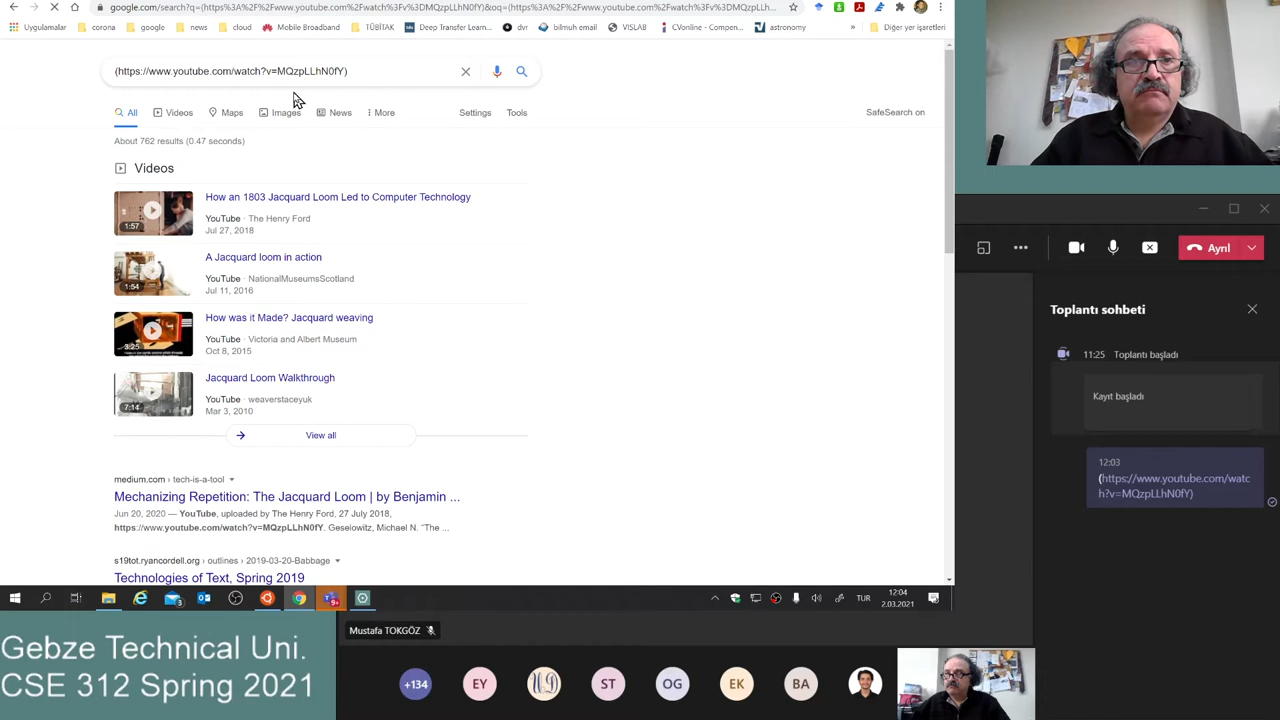 google.com/search?q=(https%3A%2F%2Fwww.youtube.com%2Fwatch%3Fv%3DMQzpLLhN0fY)&oq=(https%3A%2F%2Fwww.youtube.com%2Fwatch%3Fv%3DMQzpLLhN0fY...
Uygulamalar
corona
google
news
cloud
Mobile Broadband
TÜBİTAK
Deep Transfer Learn...
dvr
bilmuh email
VISLAB
CVonline - Compen...
astronomy
»
Diğer yer işaretleri
(https://www.youtube.com/watch?v=MQzpLLhN0fY)
All
Videos
Maps
Images
News
More
Settings
Tools
SafeSearch on
About 762 results (0.47 seconds)
Videos
1:57
How an 1803 Jacquard Loom Led to Computer Technology
YouTube · The Henry Ford
Jul 27, 2018
1:54
A Jacquard loom in action
YouTube · NationalMuseumsScotland
Jul 11, 2016
3:25
How was it Made? Jacquard weaving
YouTube · Victoria and Albert Museum
Oct 8, 2015
7:14
Jacquard Loom Walkthrough
YouTube · weaverstaceyuk
Mar 3, 2010
View all
medium.com › tech-is-a-tool
Mechanizing Repetition: The Jacquard Loom | by Benjamin ...
Jun 20, 2020 — YouTube, uploaded by The Henry Ford, 27 July 2018,
https://www.youtube.com/watch?v=MQzpLLhN0fY. Geselowitz, Michael N. “The ...
s19tot.ryancordell.org › outlines › 2019-03-20-Babbage
Technologies of Text, Spring 2019
Ayrıl
Toplantı sohbeti
11:25 Toplantı başladı
Kayıt başladı
12:03
(https://www.youtube.com/watc
h?v=MQzpLLhN0fY)
3
9+
TUR
12:04
2.03.2021
Gebze Technical Uni.
CSE 312 Spring 2021
Mustafa TOKGÖZ
+134
EY
ST
OG
EK
BA